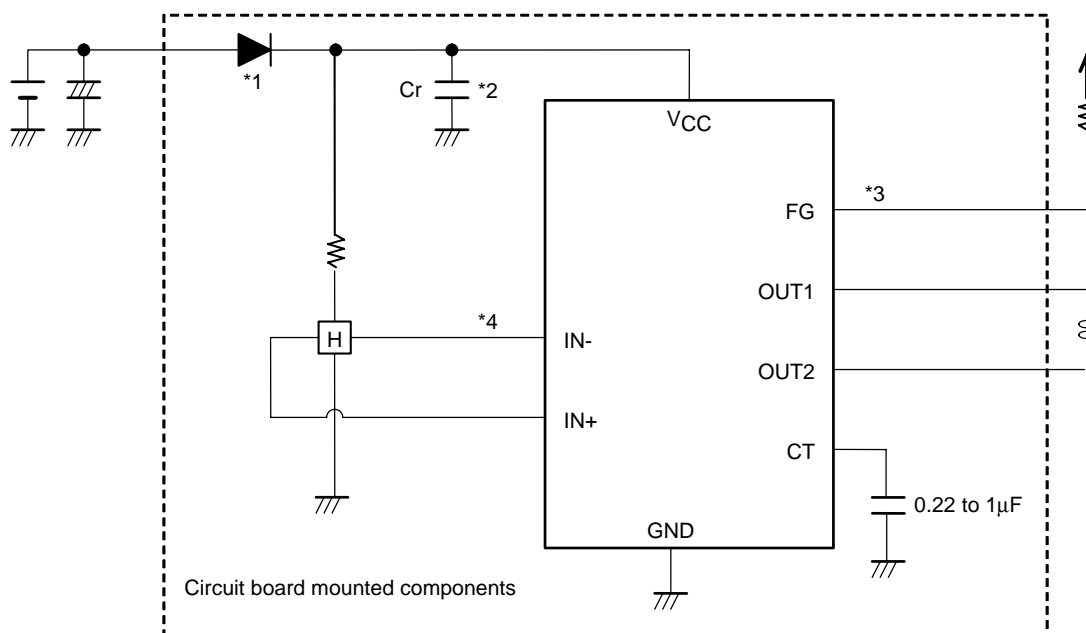 *1
Cr
*2
VCC
FG
*3
OUT1
H
*4
IN-
OUT2
IN+
CT
0.22 to 1μF
GND
Circuit board mounted components